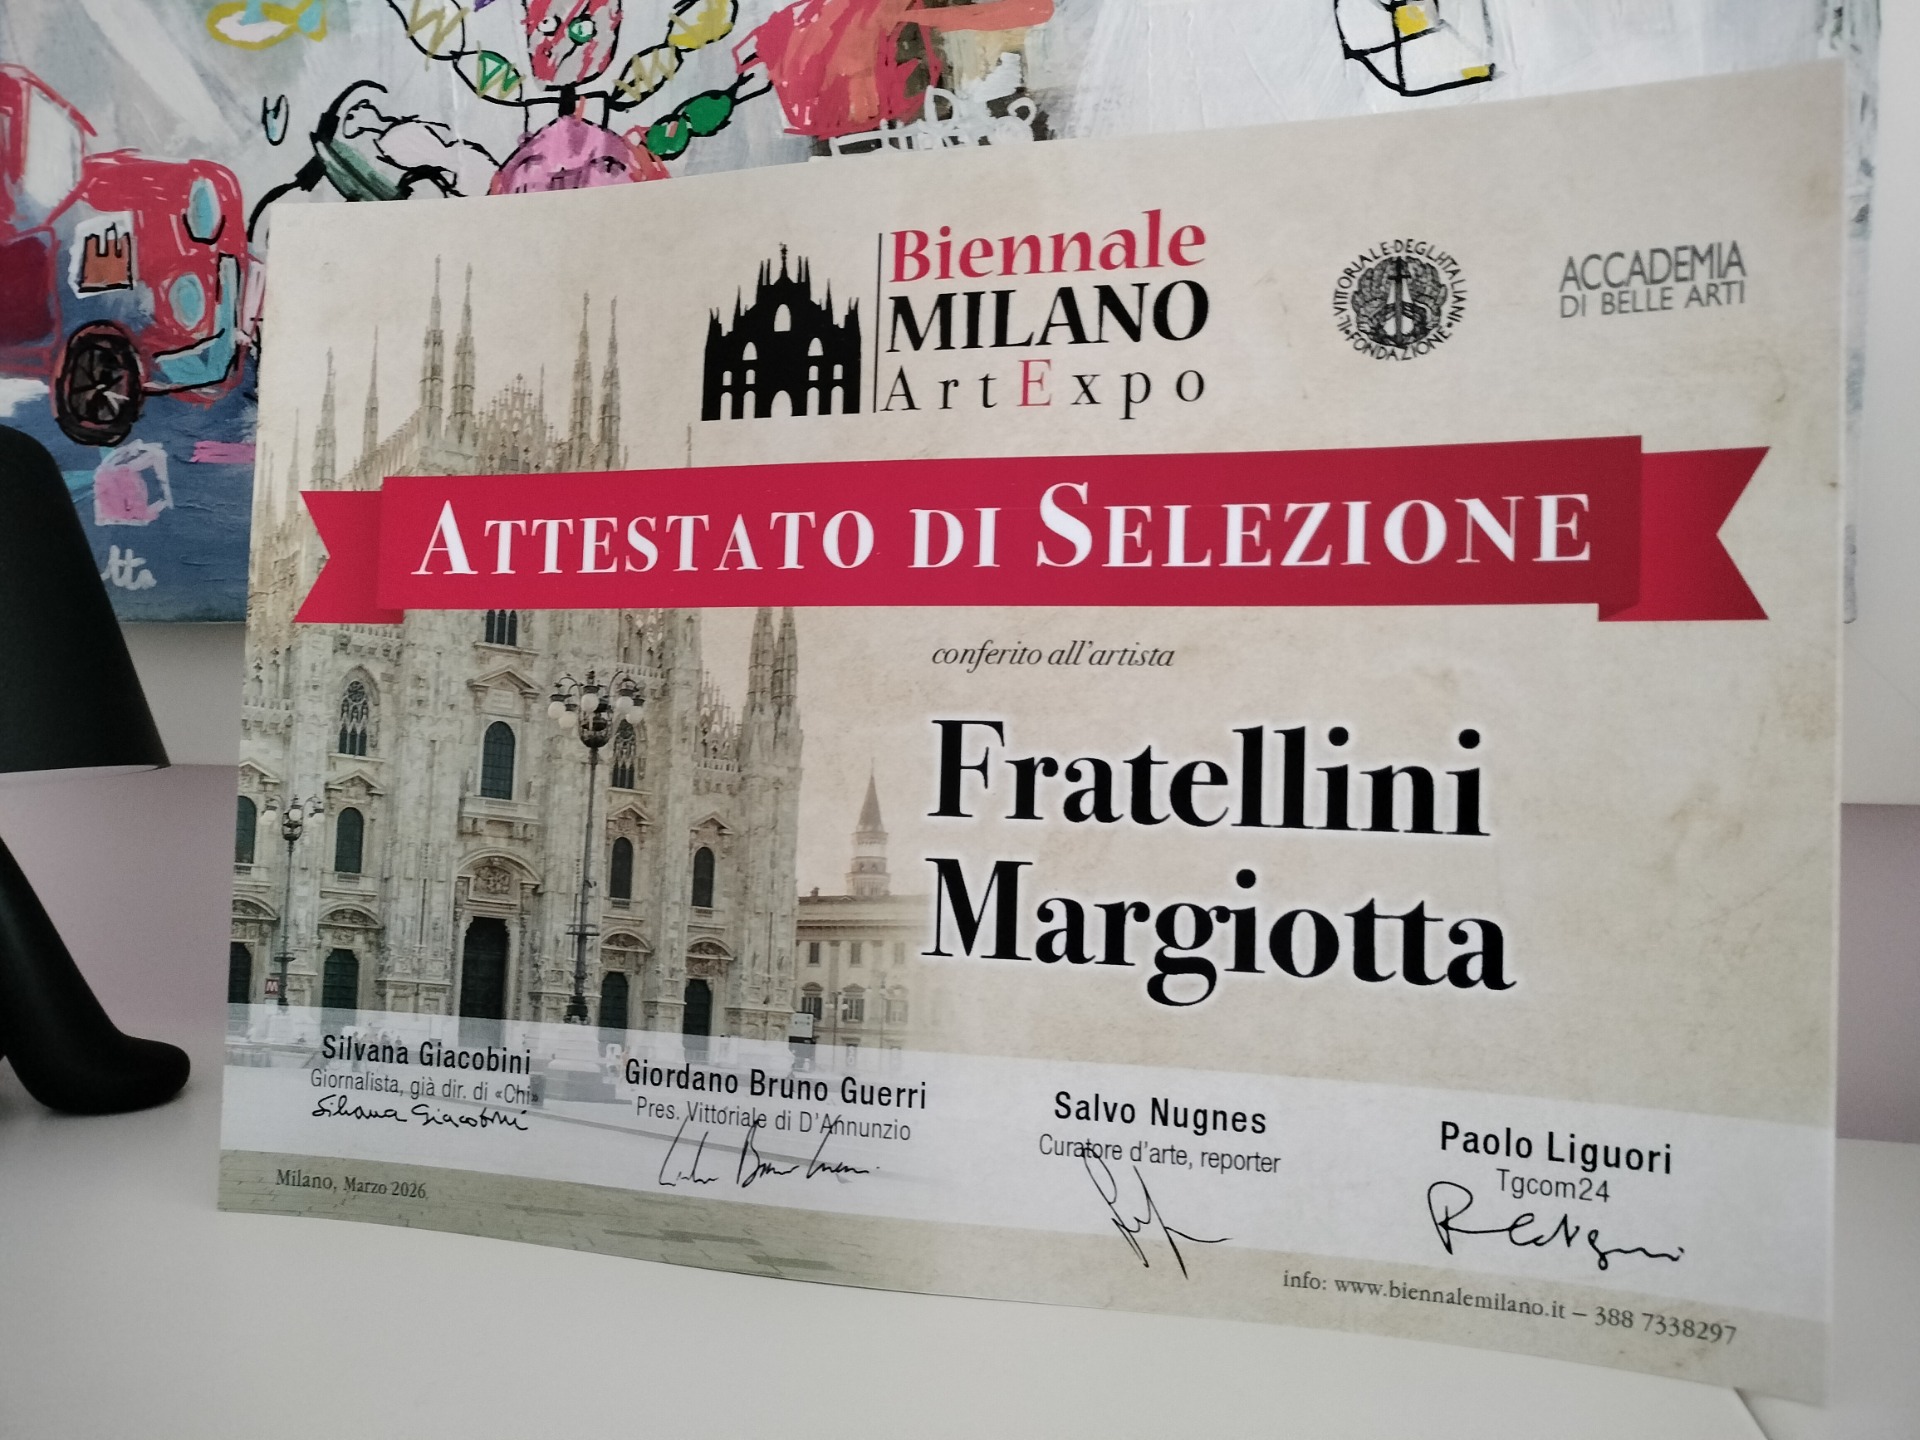 Biennale
MILANO
ArtExpo
IL VITTORIALE DEGLI ITALIANI
FONDAZIONE
ACCADEMIA
DI BELLE ARTI
ATTESTATO DI SELEZIONE
conferito all'artista
Fratellini
Margiotta
Silvana Giacobini
Giornalista, già dir. di «Chi»
Silvana Giacobini
Giordano Bruno Guerri
Pres. Vittoriale di D'Annunzio
Salvo Nugnes
Curatore d'arte, reporter
Paolo Liguori
Tgcom24
Milano, Marzo 2026
info: www.biennalemilano.it – 388 7338297
tta
M